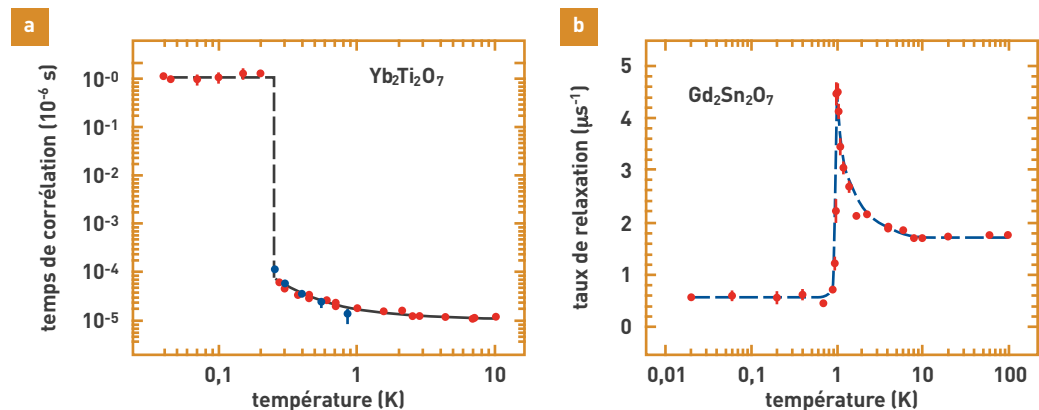 a
Yb₂Ti₂O₇
temps de corrélation (10⁻⁶ s)
10⁻⁰
10⁻¹
10⁻²
10⁻³
10⁻⁴
10⁻⁵
0,1
1
10
température (K)
b
Gd₂Sn₂O₇
taux de relaxation (µs⁻¹)
5
4
3
2
1
0
0,01
0,1
1
10
100
température (K)